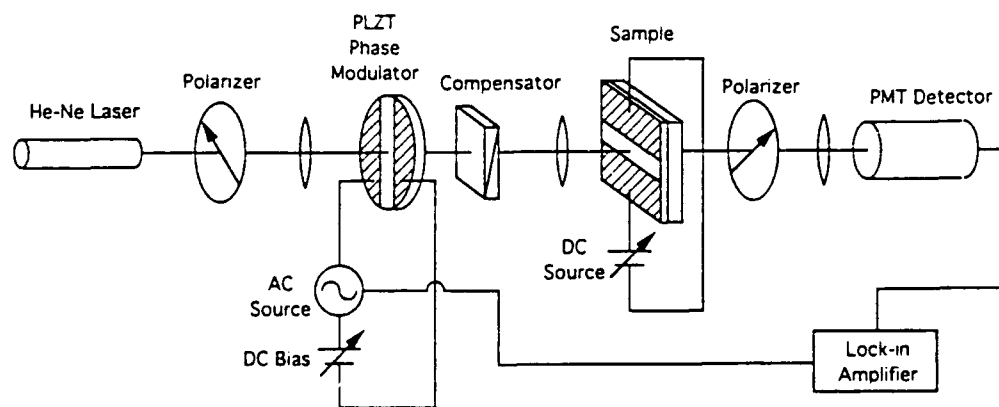 He-Ne Laser
Polarizer
PLZT
Phase
Modulator
Compensator
Sample
Polarizer
PMT Detector
AC
Source
DC Bias
DC
Source
Lock-in
Amplifier